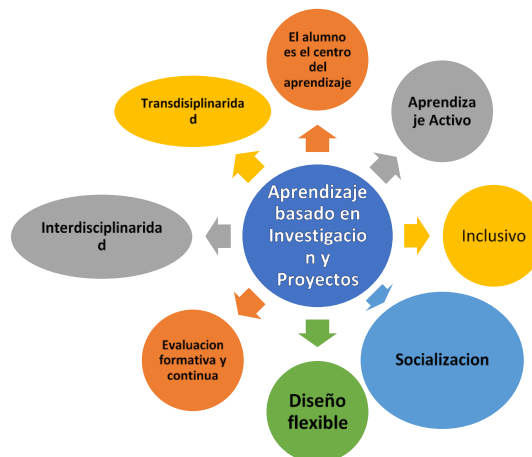 El alumno
es el centro
del
aprendizaje
Aprendiza
je Activo
Inclusivo
Socializacion
Diseño
flexible
Evaluacion
formativa y
continua
Interdisciplinarida
d
Transdisiplinarida
d
Aprendizaje
basado en
Investigacio
n y
Proyectos